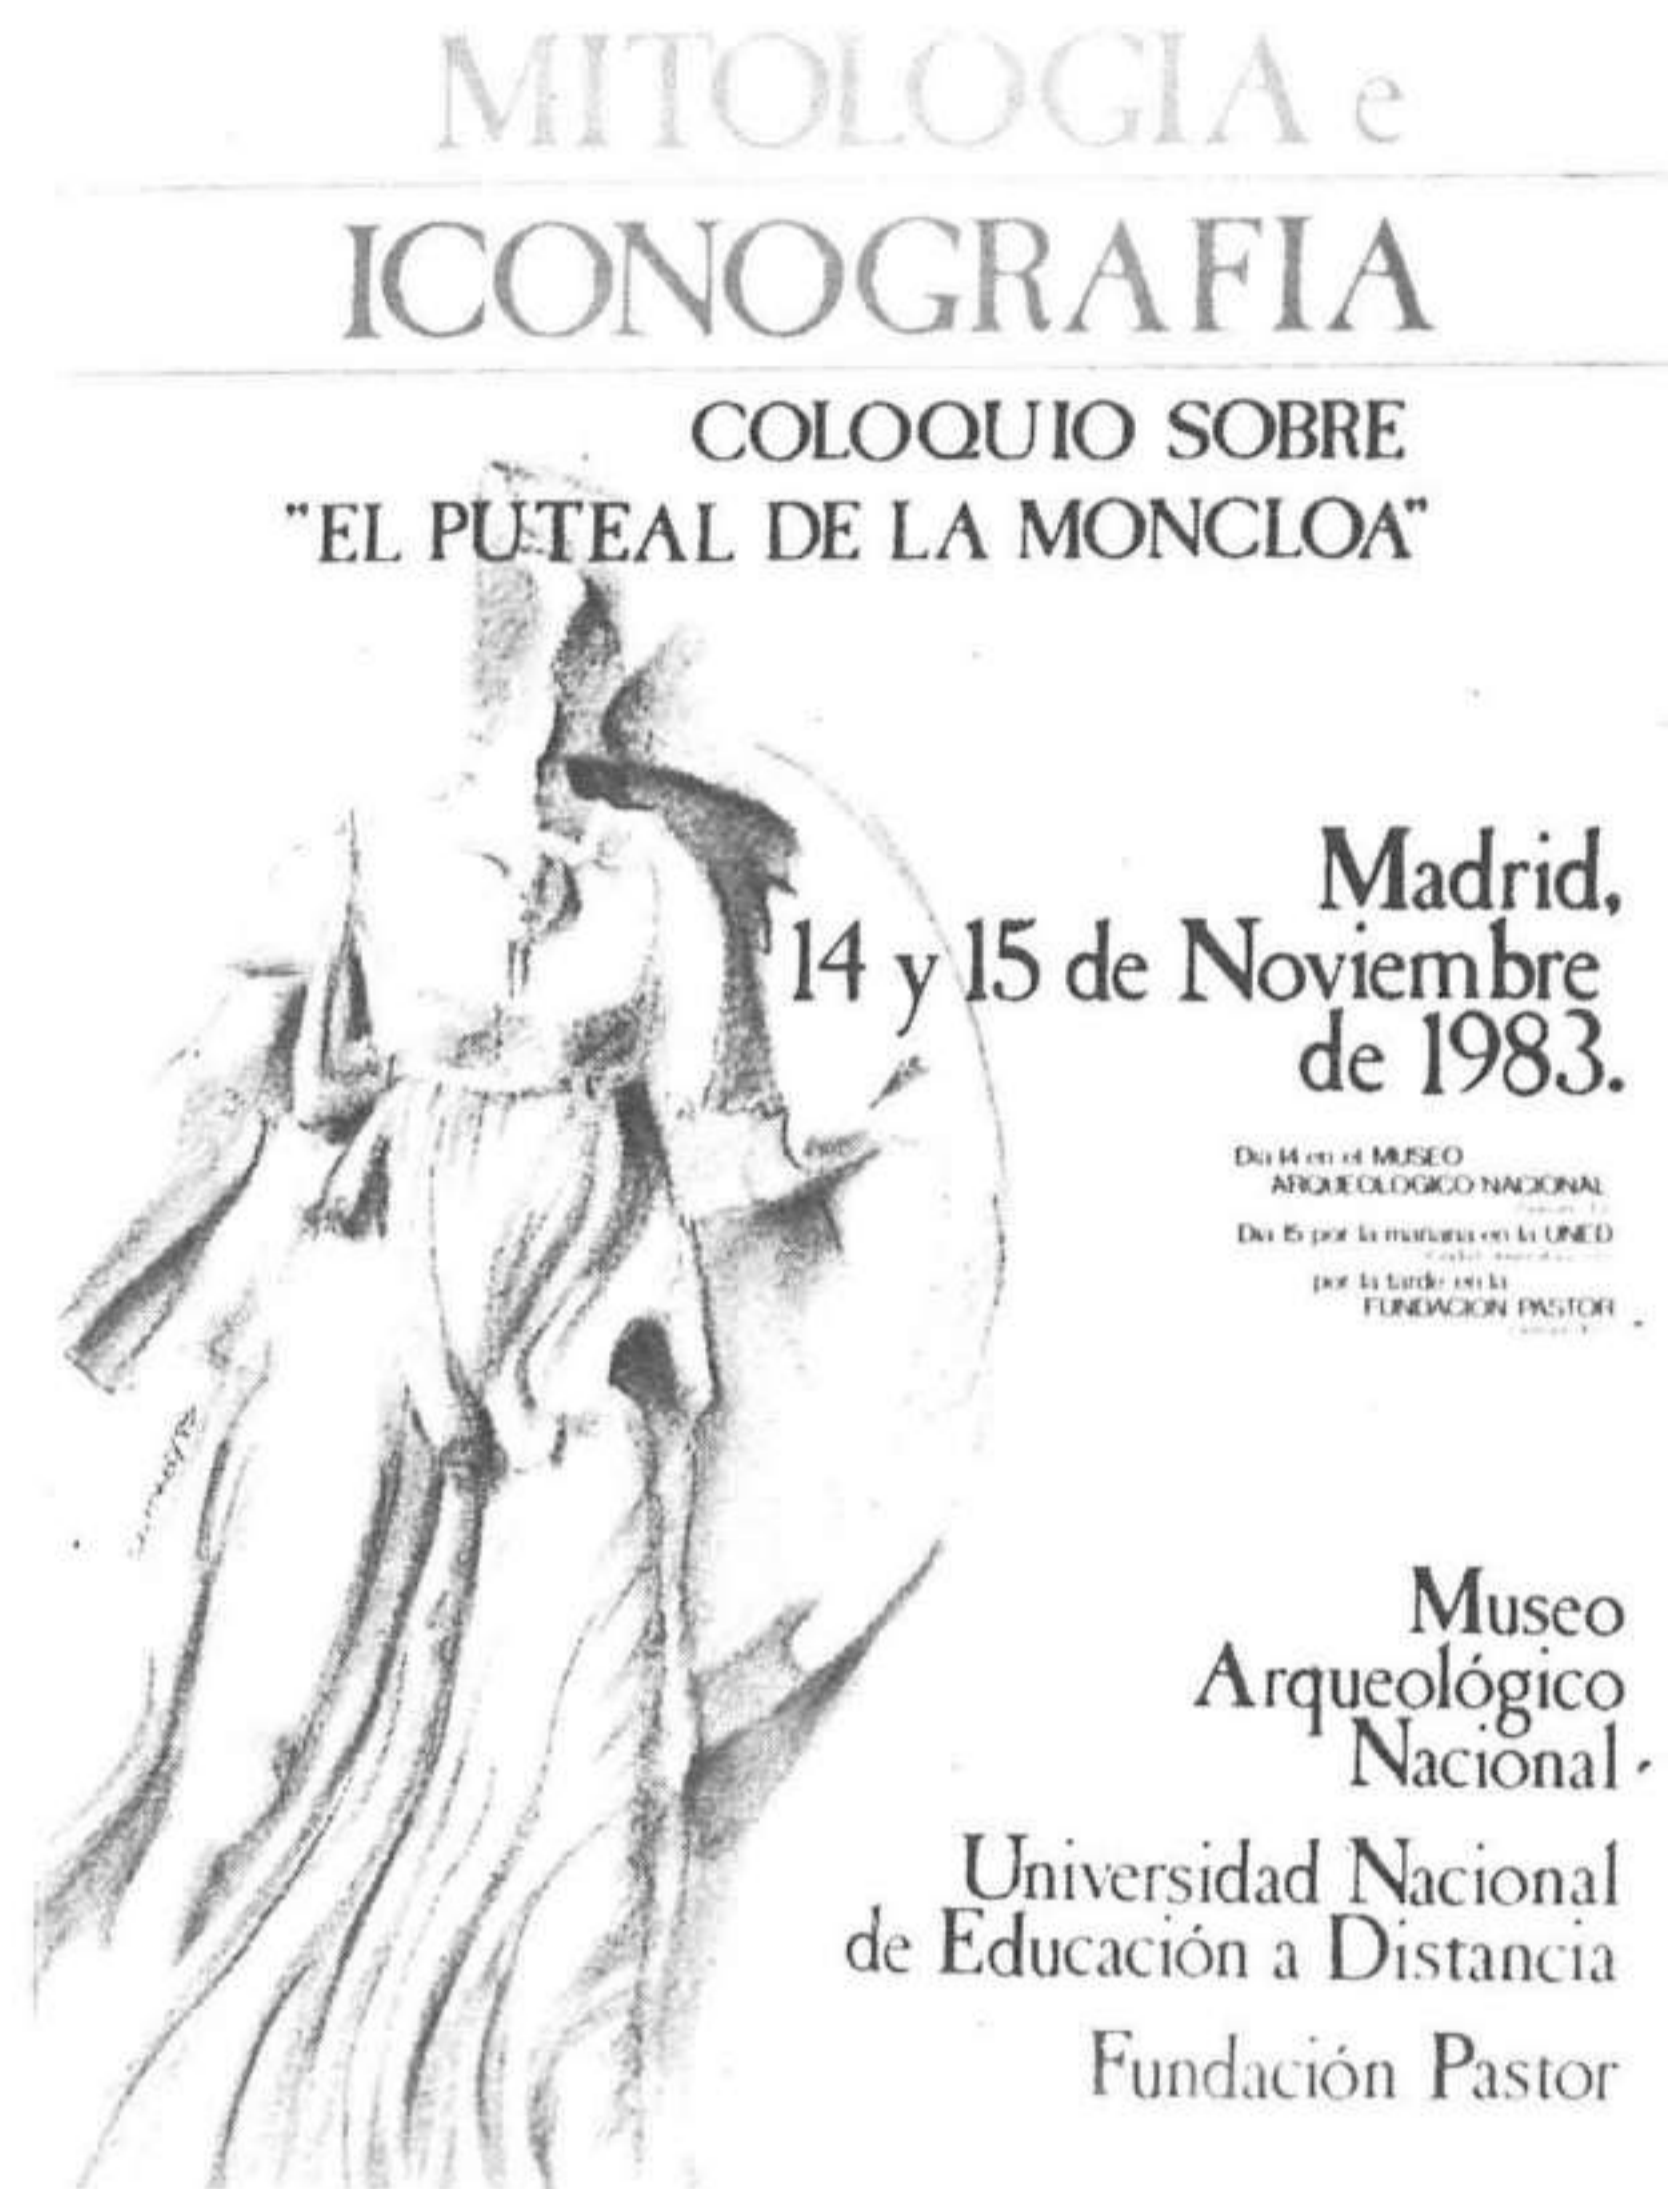 MITOLOGIA e
ICONOGRAFIA
COLOQUIO SOBRE
"EL PUTEAL DE LA MONCLOA"
Madrid,
14 y 15 de Noviembre
de 1983.
Dia 14 en el MUSEO
ARQUEOLOGICO NACIONAL
Dia 15 por la mañana en la UNED
por la tarde en la
FUNDACION PASTOR
Museo
Arqueológico
Nacional
Universidad Nacional
de Educación a Distancia
Fundación Pastor